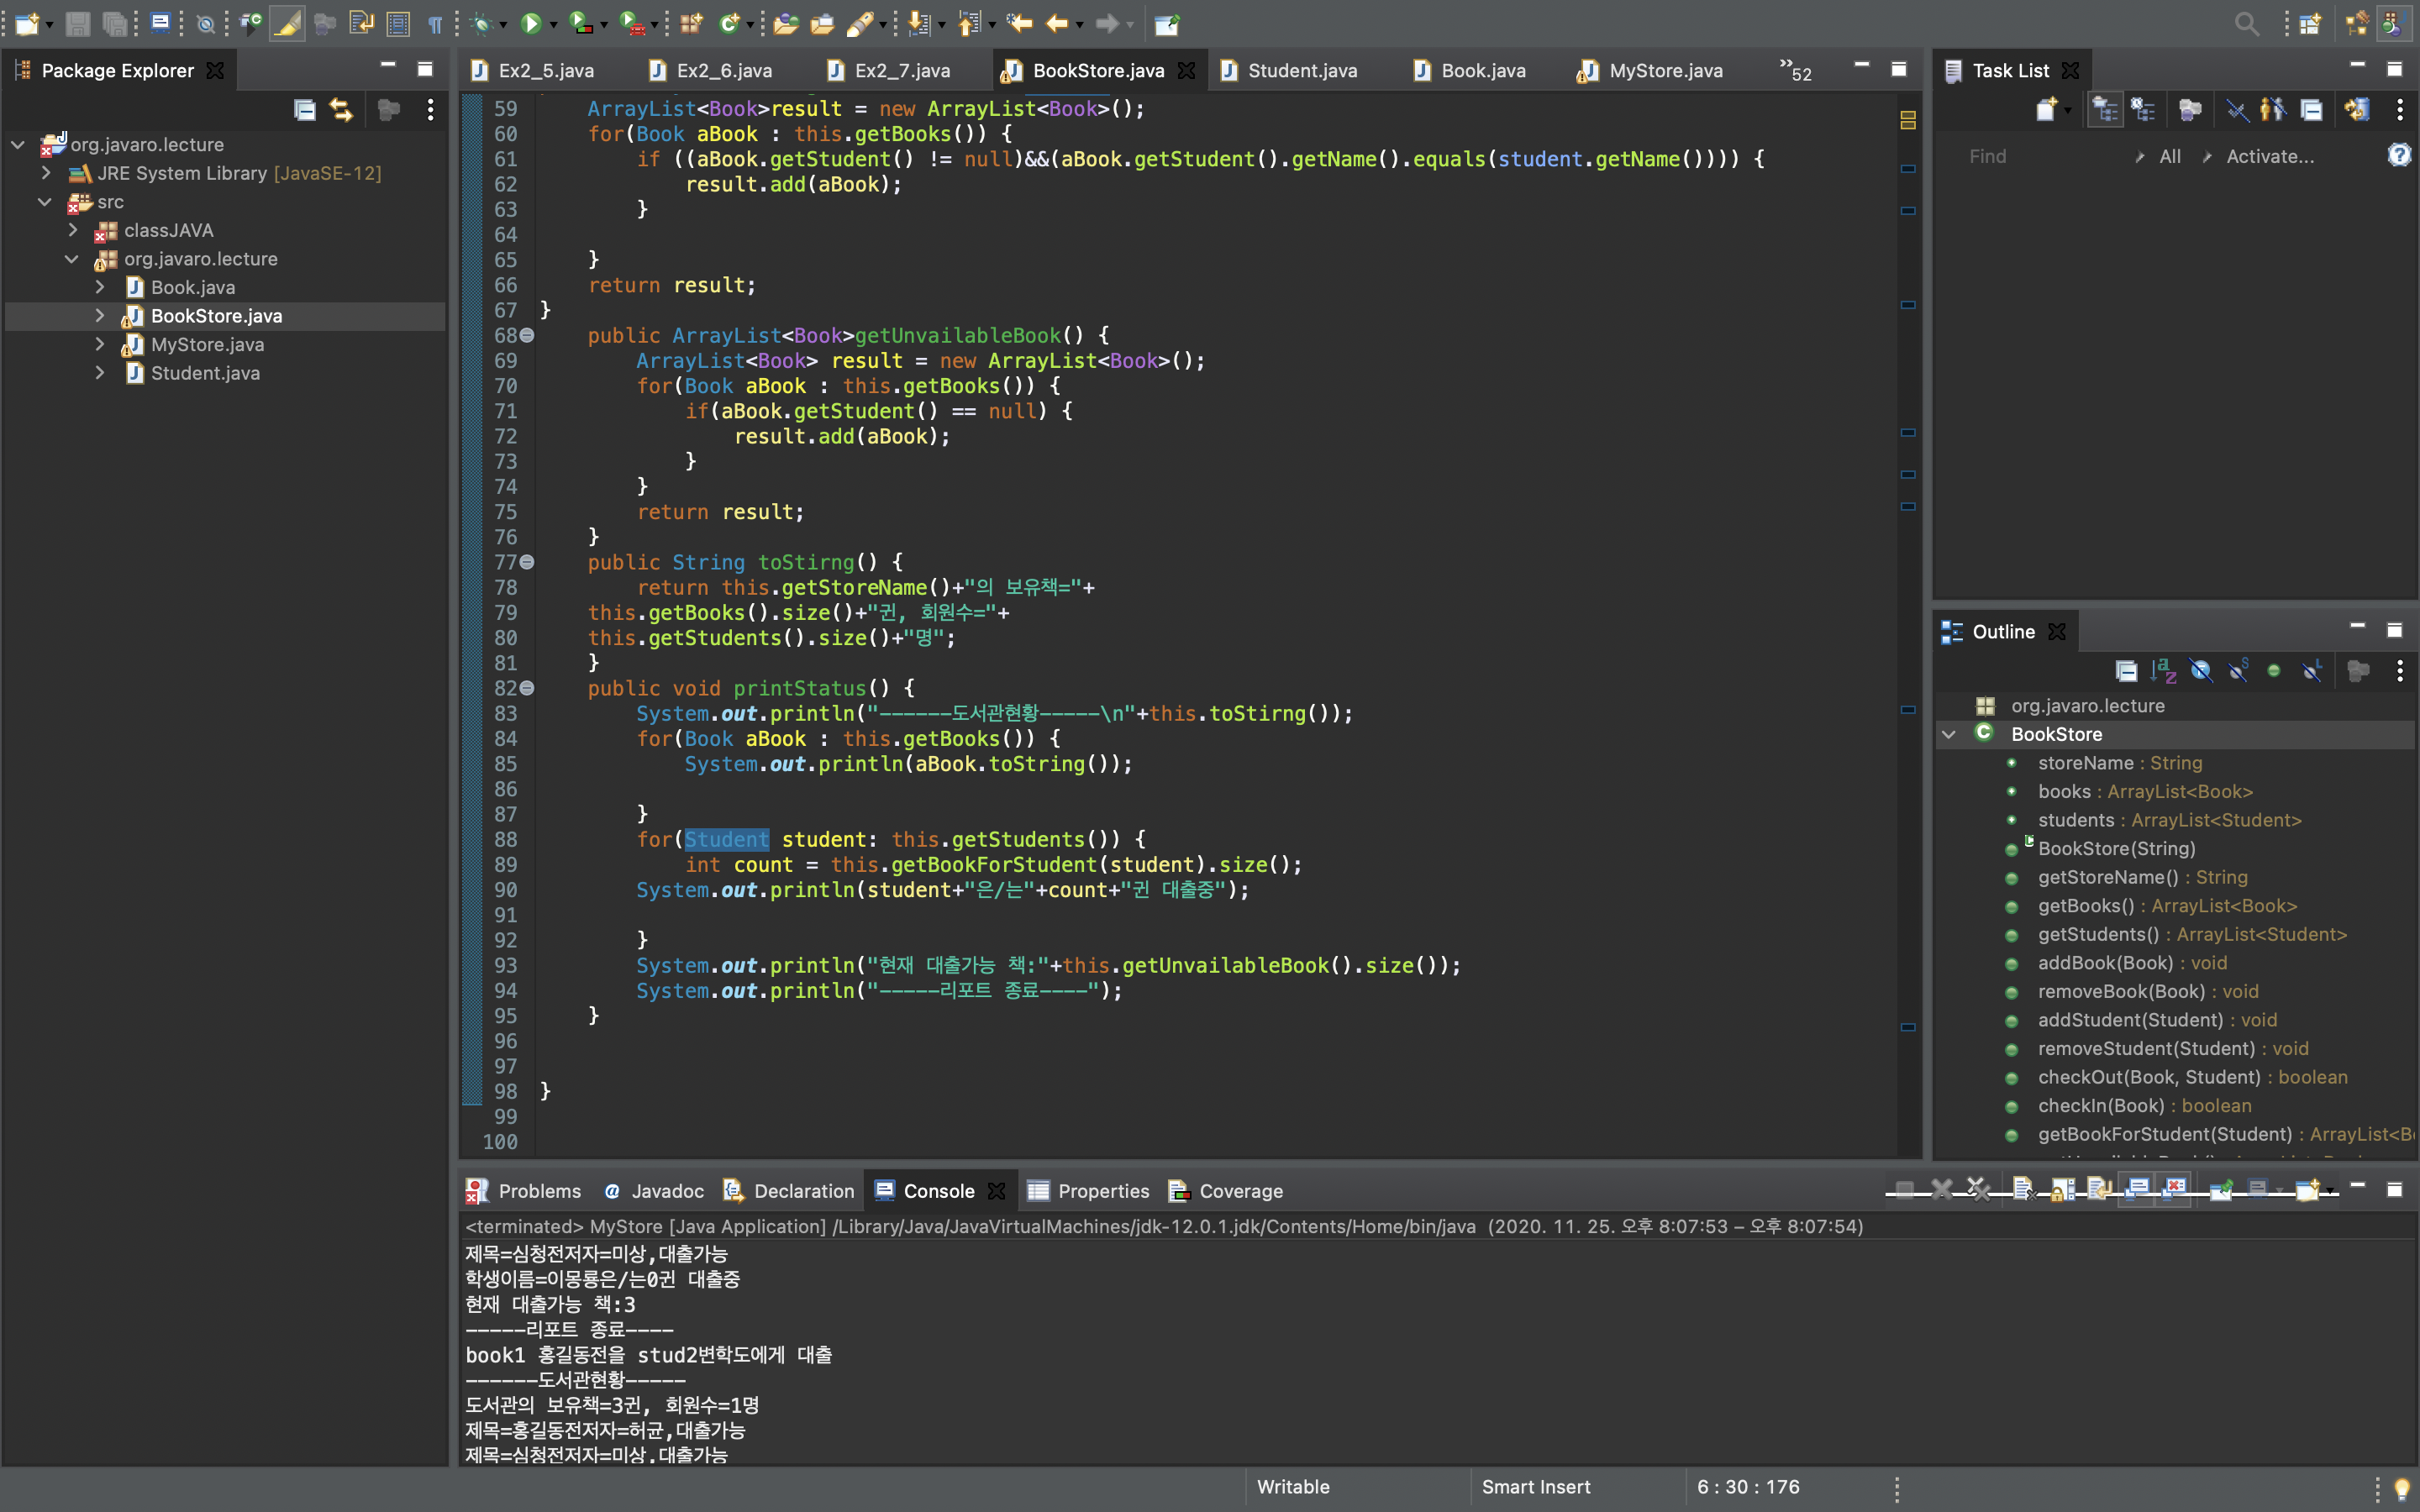 Package Explorer
org.javaro.lecture
JRE System Library [JavaSE-12]
src
classJAVA
org.javaro.lecture
Book.java
BookStore.java
MyStore.java
Student.java
Ex2_5.java
Ex2_6.java
Ex2_7.java
BookStore.java
Student.java
Book.java
MyStore.java
52
59 ArrayList<Book>result = new ArrayList<Book>();
60 for(Book aBook : this.getBooks()) {
61 if ((aBook.getStudent() != null)&&(aBook.getStudent().getName().equals(student.getName()))) {
62 result.add(aBook);
63 }
64
65 }
66 return result;
67 }
68 public ArrayList<Book>getUnvailableBook() {
69 ArrayList<Book> result = new ArrayList<Book>();
70 for(Book aBook : this.getBooks()) {
71 if(aBook.getStudent() == null) {
72 result.add(aBook);
73 }
74 }
75 return result;
76 }
77 public String toStirng() {
78 return this.getStoreName()+"의 보유책="+
79 this.getBooks().size()+"귄, 회원수="+
80 this.getStudents().size()+"명";
81 }
82 public void printStatus() {
83 System.out.println("------도서관현황-----\n"+this.toStirng());
84 for(Book aBook : this.getBooks()) {
85 System.out.println(aBook.toString());
86
87 }
88 for(Student student: this.getStudents()) {
89 int count = this.getBookForStudent(student).size();
90 System.out.println(student+"은/는"+count+"귄 대출중");
91
92 }
93 System.out.println("현재 대출가능 책:"+this.getUnvailableBook().size());
94 System.out.println("-----리포트 종료----");
95 }
96
97
98 }
99
100
Task List
Find
All
Activate...
Outline
org.javaro.lecture
BookStore
storeName : String
books : ArrayList<Book>
students : ArrayList<Student>
BookStore(String)
getStoreName() : String
getBooks() : ArrayList<Book>
getStudents() : ArrayList<Student>
addBook(Book) : void
removeBook(Book) : void
addStudent(Student) : void
removeStudent(Student) : void
checkOut(Book, Student) : boolean
checkIn(Book) : boolean
getBookForStudent(Student) : ArrayList<B
Problems
Javadoc
Declaration
Console
Properties
Coverage
<terminated> MyStore [Java Application] /Library/Java/JavaVirtualMachines/jdk-12.0.1.jdk/Contents/Home/bin/java (2020. 11. 25. 오후 8:07:53 – 오후 8:07:54)
제목=심청전저자=미상,대출가능
학생이름=이몽룡은/는0귄 대출중
현재 대출가능 책:3
-----리포트 종료----
book1 홍길동전을 stud2변학도에게 대출
------도서관현황-----
도서관의 보유책=3귄, 회원수=1명
제목=홍길동전저자=허균,대출가능
제목=심청전저자=미상,대출가능
Writable
Smart Insert
6 : 30 : 176